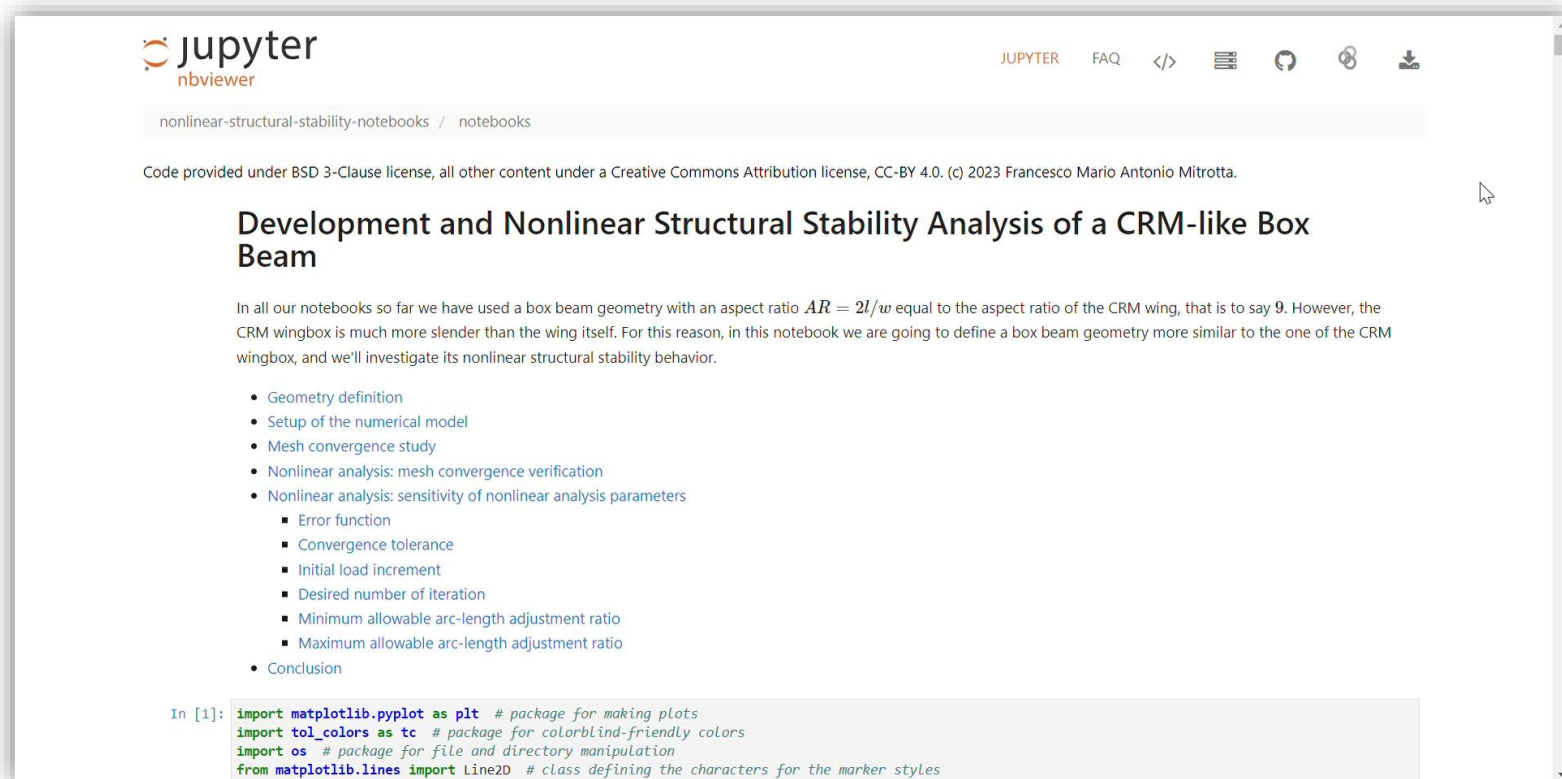 jupyter
nbviewer
JUPYTER FAQ </>
nonlinear-structural-stability-notebooks / notebooks
Code provided under BSD 3-Clause license, all other content under a Creative Commons Attribution license, CC-BY 4.0. (c) 2023 Francesco Mario Antonio Mitrotta.
Development and Nonlinear Structural Stability Analysis of a CRM-like Box
Beam
In all our notebooks so far we have used a box beam geometry with an aspect ratio AR = 2l/w equal to the aspect ratio of the CRM wing, that is to say 9. However, the
CRM wingbox is much more slender than the wing itself. For this reason, in this notebook we are going to define a box beam geometry more similar to the one of the CRM
wingbox, and we'll investigate its nonlinear structural stability behavior.
• Geometry definition
• Setup of the numerical model
• Mesh convergence study
• Nonlinear analysis: mesh convergence verification
• Nonlinear analysis: sensitivity of nonlinear analysis parameters
▪ Error function
▪ Convergence tolerance
▪ Initial load increment
▪ Desired number of iteration
▪ Minimum allowable arc-length adjustment ratio
▪ Maximum allowable arc-length adjustment ratio
• Conclusion
In [1]: import matplotlib.pyplot as plt # package for making plots
import tol_colors as tc # package for colorblind-friendly colors
import os # package for file and directory manipulation
from matplotlib.lines import Line2D # class defining the characters for the marker styles